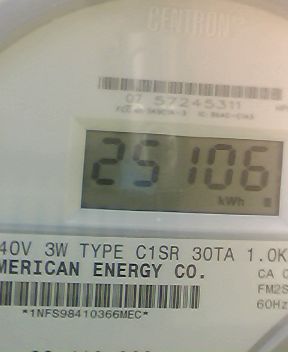 CENTRON®
07 57245311
25106
kWh
40V 3W TYPE C1SR 30TA 1.0K
MERICAN ENERGY CO.
CA 0
FM2S
60Hz
*1NFS98410366MEC*